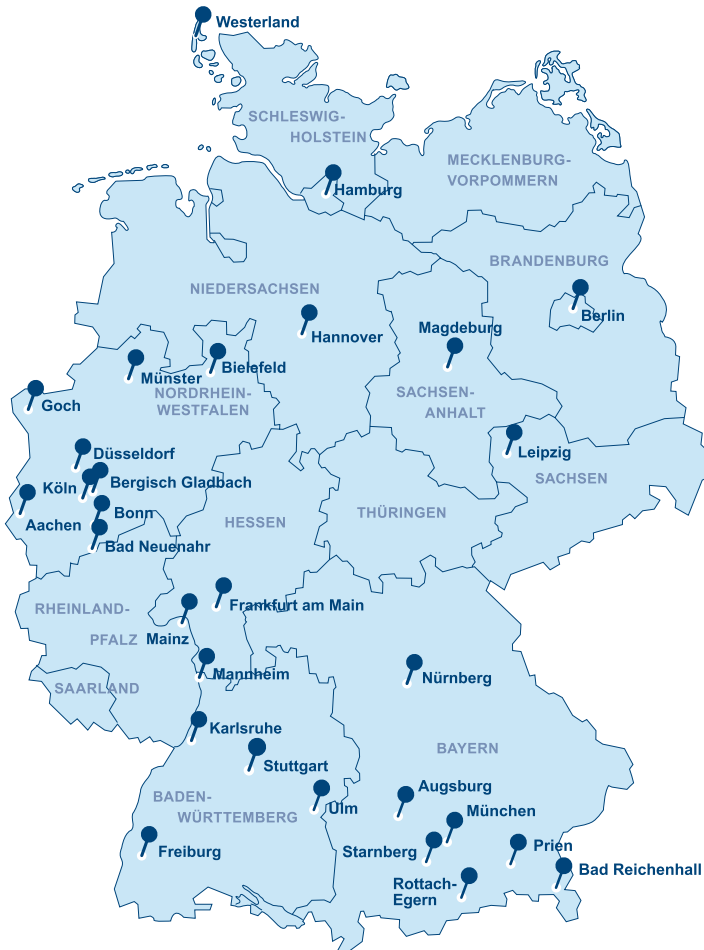 Westerland
SCHLESWIG-
HOLSTEIN
MECKLENBURG-
VORPOMMERN
Hamburg
BRANDENBURG
NIEDERSACHSEN
Berlin
Hannover
Magdeburg
Bielefeld
Münster
NORDRHEIN-
WESTFALEN
SACHSEN-
ANHALT
Goch
Düsseldorf
Leipzig
SACHSEN
Köln
Bergisch Gladbach
Aachen
Bonn
THÜRINGEN
HESSEN
Bad Neuenahr
RHEINLAND-
PFALZ
Frankfurt am Main
Mainz
Mannheim
Nürnberg
SAARLAND
Karlsruhe
Stuttgart
BAYERN
BADEN-
WÜRTTEMBERG
Ulm
Augsburg
München
Freiburg
Starnberg
Prien
Bad Reichenhall
Rottach-
Egern